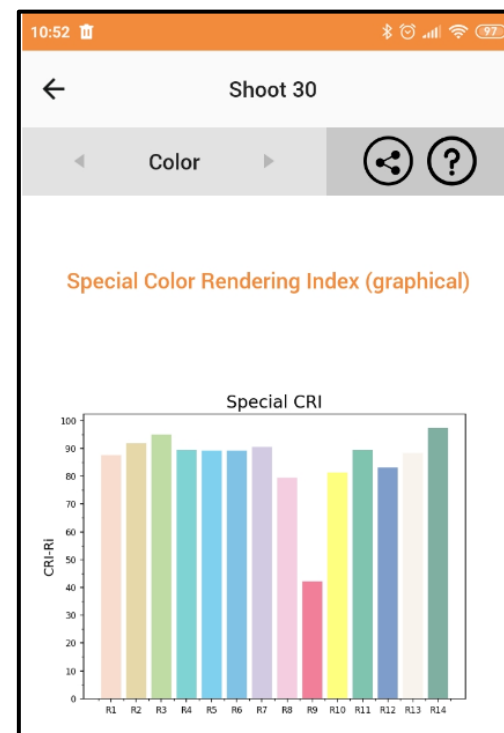 10:52 97
Shoot 30
Color
?
Special Color Rendering Index (graphical)
Special CRI
100
90
80
70
60
50
40
30
20
10
0
CRI-Ri
R1 R2 R3 R4 R5 R6 R7 R8 R9 R10 R11 R12 R13 R14